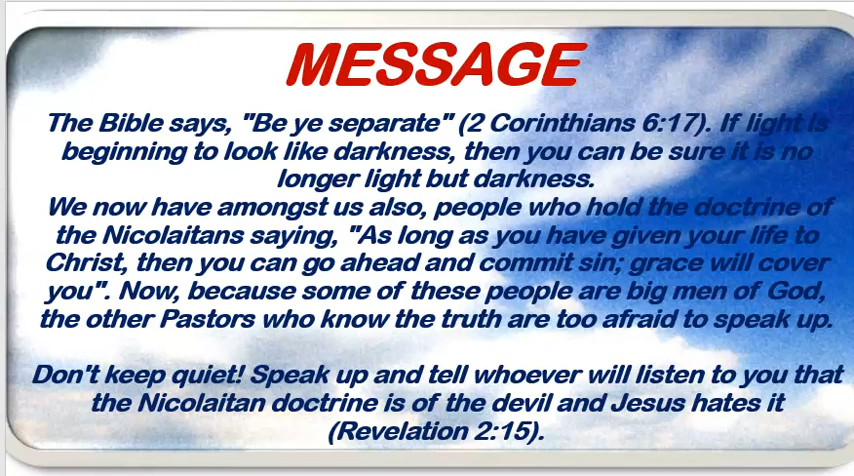 MESSAGE
The Bible says, "Be ye separate" (2 Corinthians 6:17). If light is
beginning to look like darkness, then you can be sure it is no
longer light but darkness.
We now have amongst us also, people who hold the doctrine of
the Nicolaitans saying, "As long as you have given your life to
Christ, then you can go ahead and commit sin; grace will cover
you". Now, because some of these people are big men of God,
the other Pastors who know the truth are too afraid to speak up.
Don't keep quiet! Speak up and tell whoever will listen to you that
the Nicolaitan doctrine is of the devil and Jesus hates it
(Revelation 2:15).